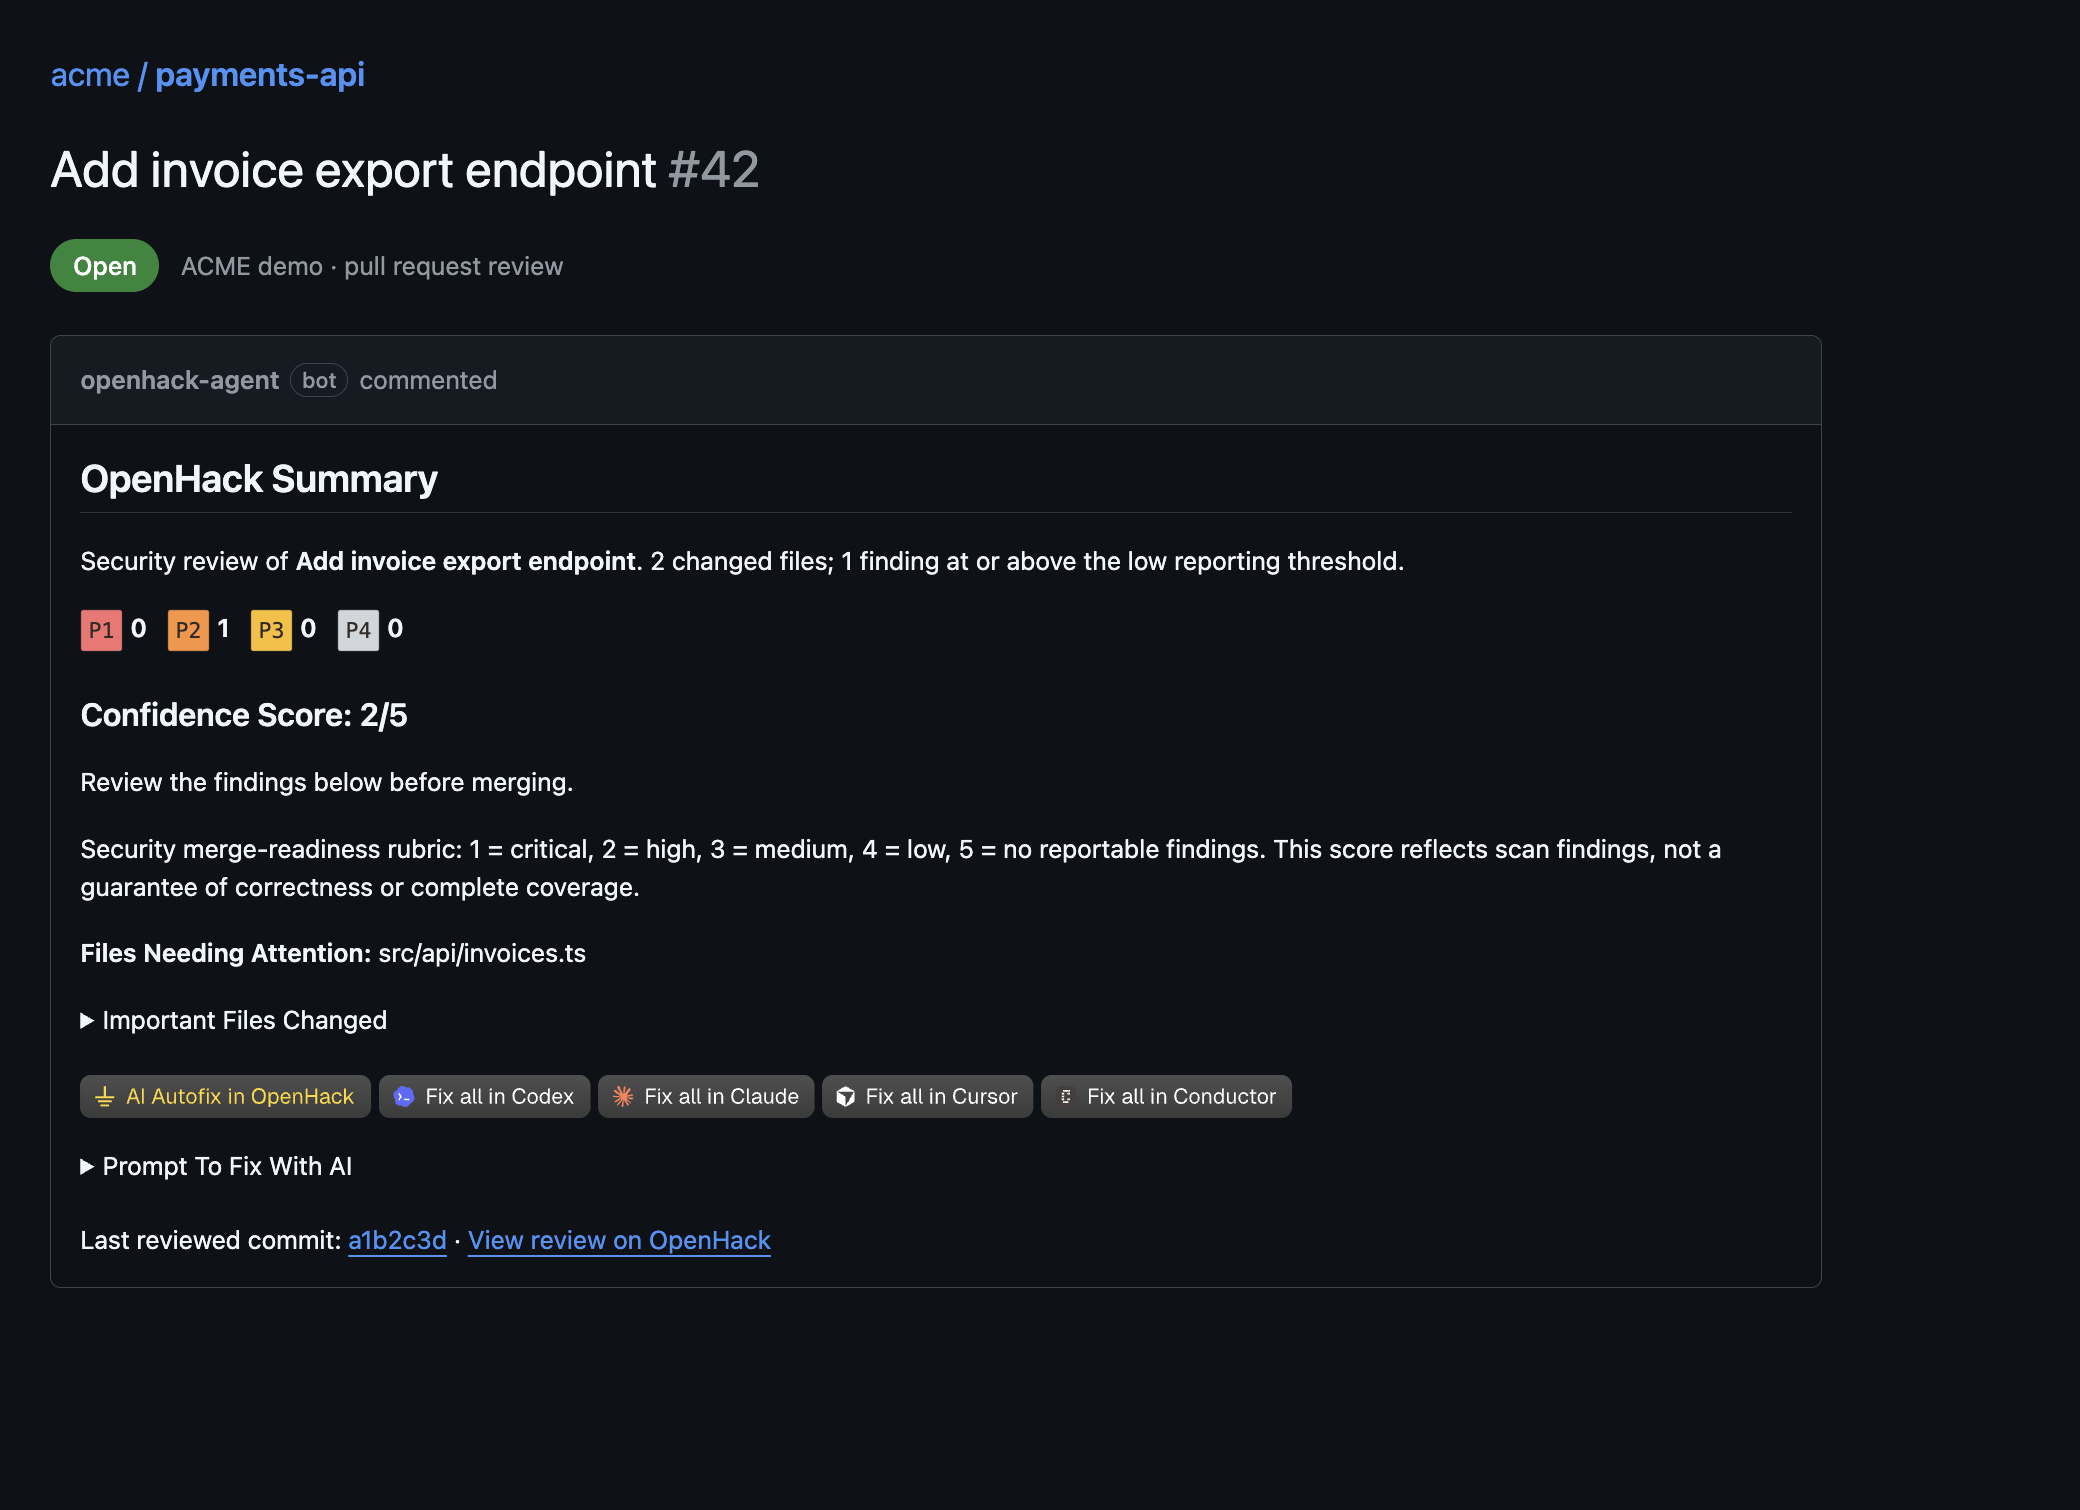 acme / payments-api
Add invoice export endpoint #42
Open ACME demo · pull request review
openhack-agent bot commented
OpenHack Summary
Security review of Add invoice export endpoint. 2 changed files; 1 finding at or above the low reporting threshold.
P1 0 P2 1 P3 0 P4 0
Confidence Score: 2/5
Review the findings below before merging.
Security merge-readiness rubric: 1 = critical, 2 = high, 3 = medium, 4 = low, 5 = no reportable findings. This score reflects scan findings, not a
guarantee of correctness or complete coverage.
Files Needing Attention: src/api/invoices.ts
▶ Important Files Changed
AI Autofix in OpenHack Fix all in Codex Fix all in Claude Fix all in Cursor Fix all in Conductor
▶ Prompt To Fix With AI
Last reviewed commit: a1b2c3d · View review on OpenHack